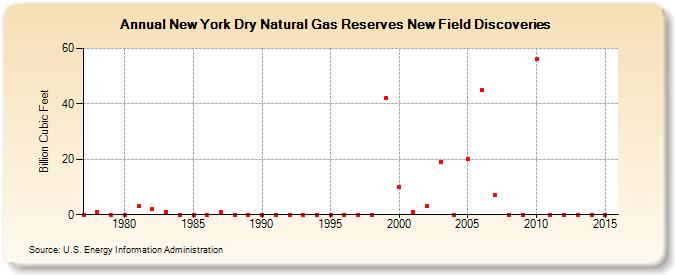 Annual New York Dry Natural Gas Reserves New Field Discoveries
Billion Cubic Feet
60
40
20
0
1980 1985 1990 1995 2000 2005 2010 2015
Source: U.S. Energy Information Administration